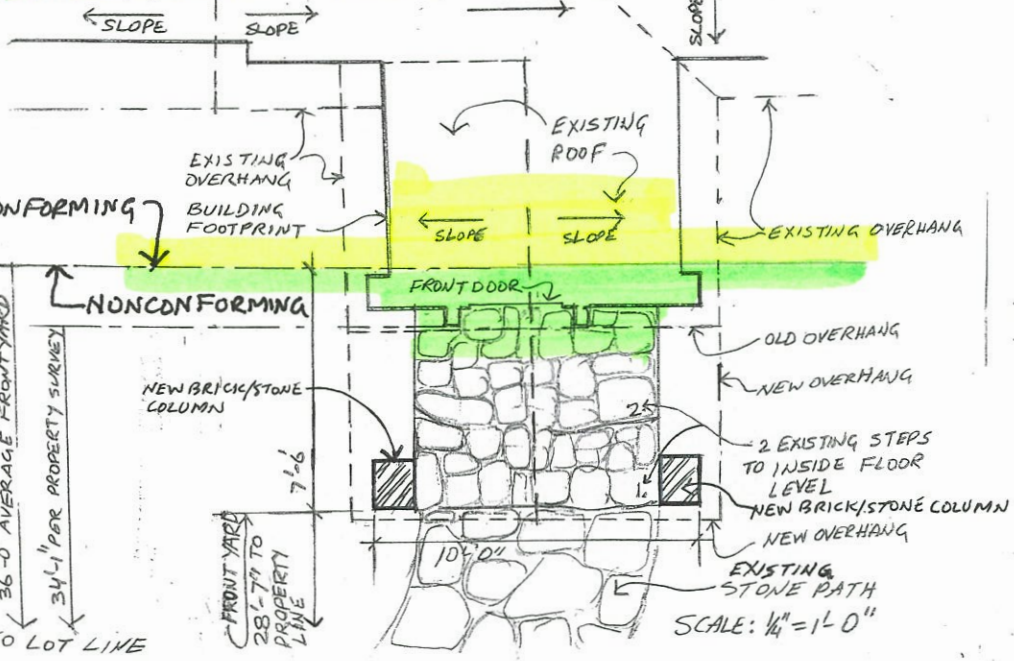 SLOPE
SLOPE
SLOPE
EXISTING
ROOF
EXISTING
OVERHANG
ONFORMING
BUILDING
FOOTPRINT
SLOPE
SLOPE
EXISTING OVERHANG
NONCONFORMING
FRONT DOOR
OLD OVERHANG
NEW BRICK/STONE
COLUMN
NEW OVERHANG
2
2 EXISTING STEPS
TO INSIDE FLOOR
LEVEL
1.
NEW BRICK/STONE COLUMN
NEW OVERHANG
36-0 AVERAGE FRONT YARD
34'-1" PER PROPERTY SURVEY
7'-6
10'-0"
FRONT YARD
28'-7" TO
PROPERTY
LINE
EXISTING
STONE PATH
O LOT LINE
SCALE: 1/4"=1'-0"